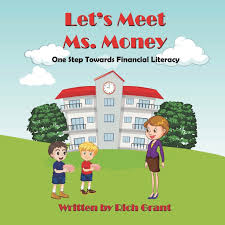 Let's Meet
Ms. Money
One Step Towards Financial Literacy
Written by Rich Grant